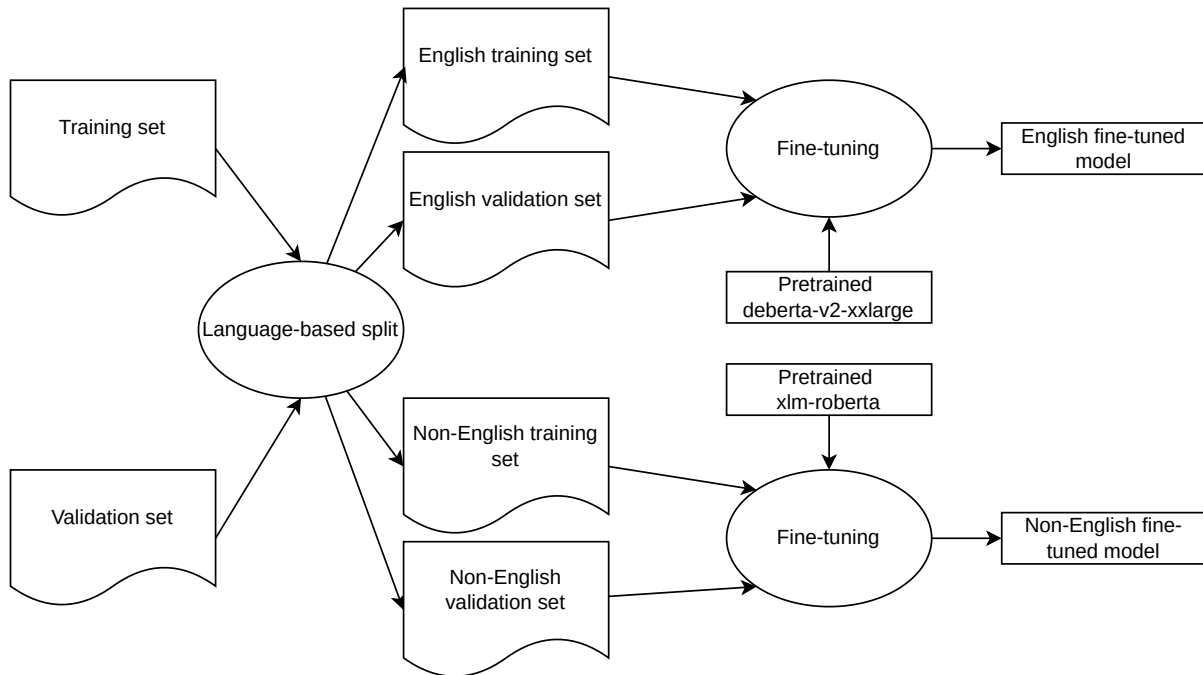 Training set
Validation set
Language-based split
English training set
English validation set
Non-English training
set
Non-English
validation set
Fine-tuning
Pretrained
deberta-v2-xxlarge
Pretrained
xlm-roberta
Fine-tuning
English fine-tuned
model
Non-English fine-
tuned model